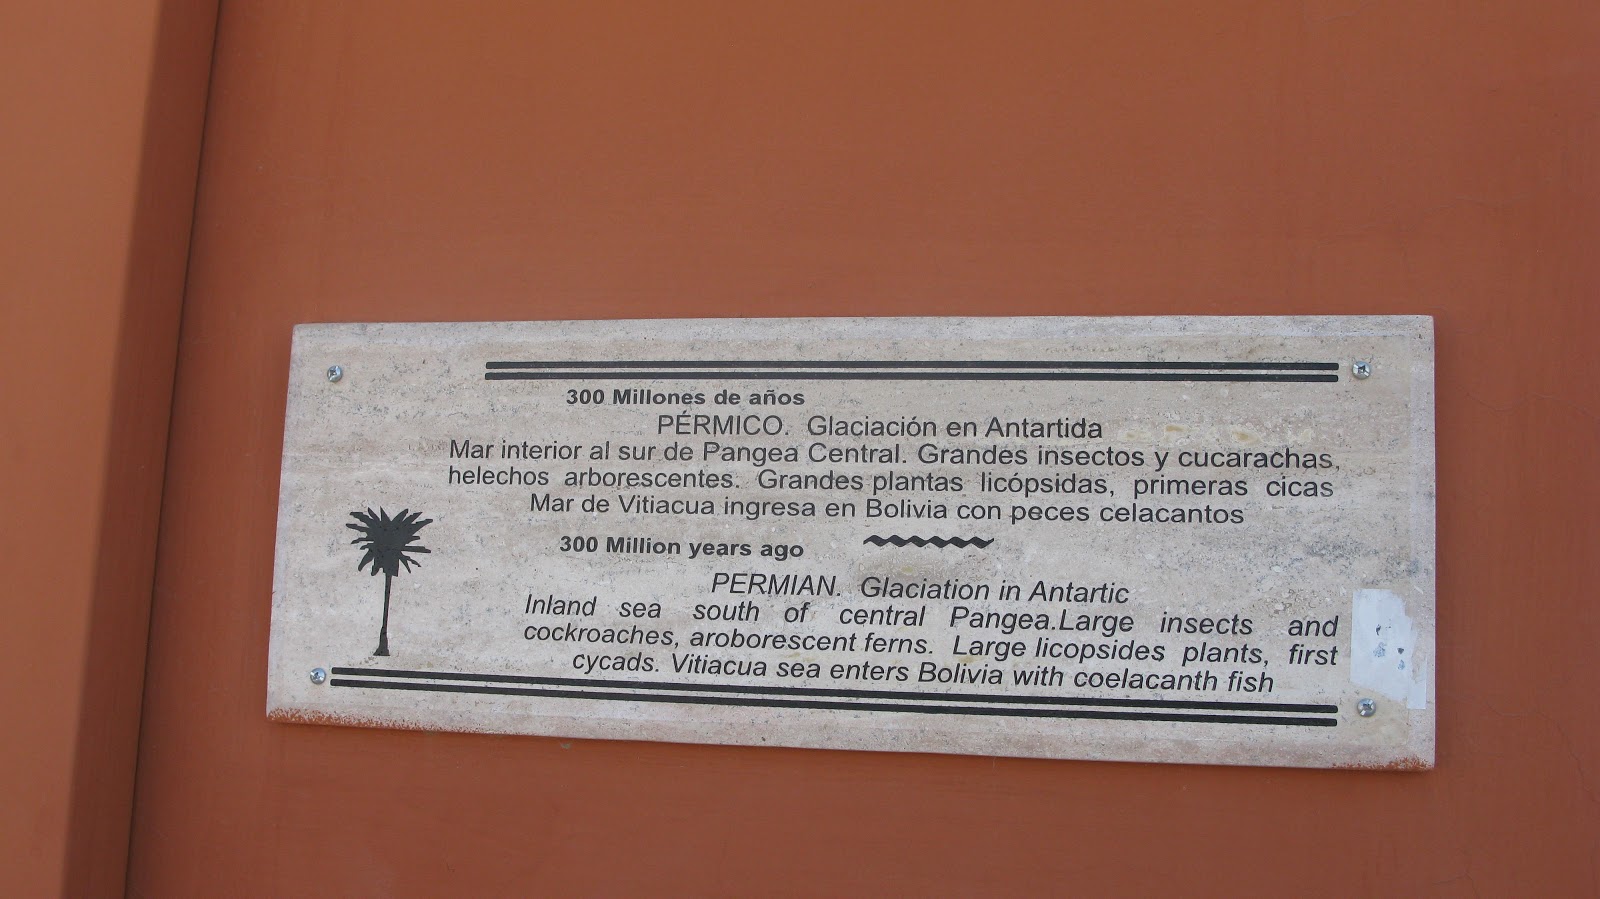 300 Millones de años
PÉRMICO. Glaciación en Antartida
Mar interior al sur de Pangea Central. Grandes insectos y cucarachas,
helechos arborescentes. Grandes plantas licópsidas, primeras cicas
Mar de Vitiacua ingresa en Bolivia con peces celacantos
300 Million years ago
PERMIAN. Glaciation in Antartic
Inland sea south of central Pangea.Large insects and
cockroaches, aroborescent ferns. Large licopsides plants, first
cycads. Vitiacua sea enters Bolivia with coelacanth fish